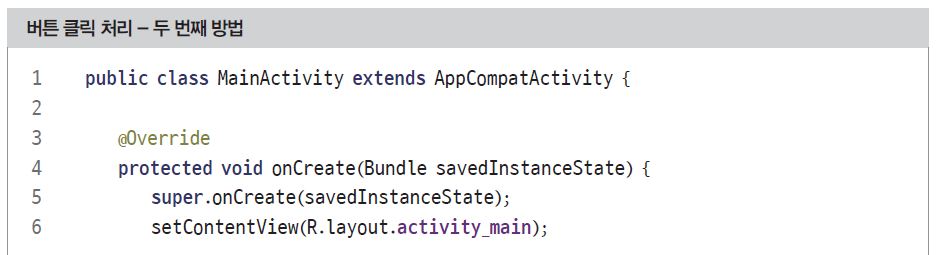 버튼 클릭 처리 – 두 번째 방법
1 public class MainActivity extends AppCompatActivity {
2
3 @Override
4 protected void onCreate(Bundle savedInstanceState) {
5 super.onCreate(savedInstanceState);
6 setContentView(R.layout.activity_main);